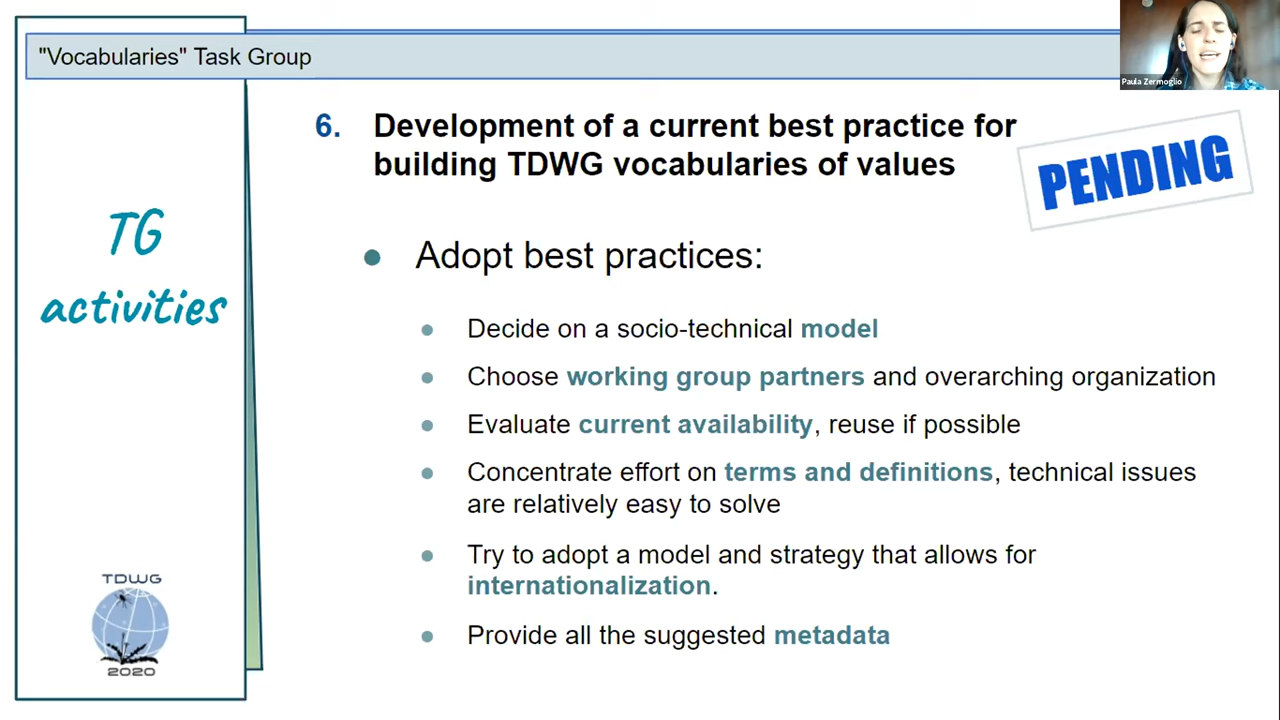 "Vocabularies" Task Group
Paula Zermoglio
6. Development of a current best practice for
building TDWG vocabularies of values
PENDING
TG
activities
Adopt best practices:
Decide on a socio-technical model
Choose working group partners and overarching organization
Evaluate current availability, reuse if possible
Concentrate effort on terms and definitions, technical issues
are relatively easy to solve
Try to adopt a model and strategy that allows for
internationalization.
Provide all the suggested metadata
TDWG
2020